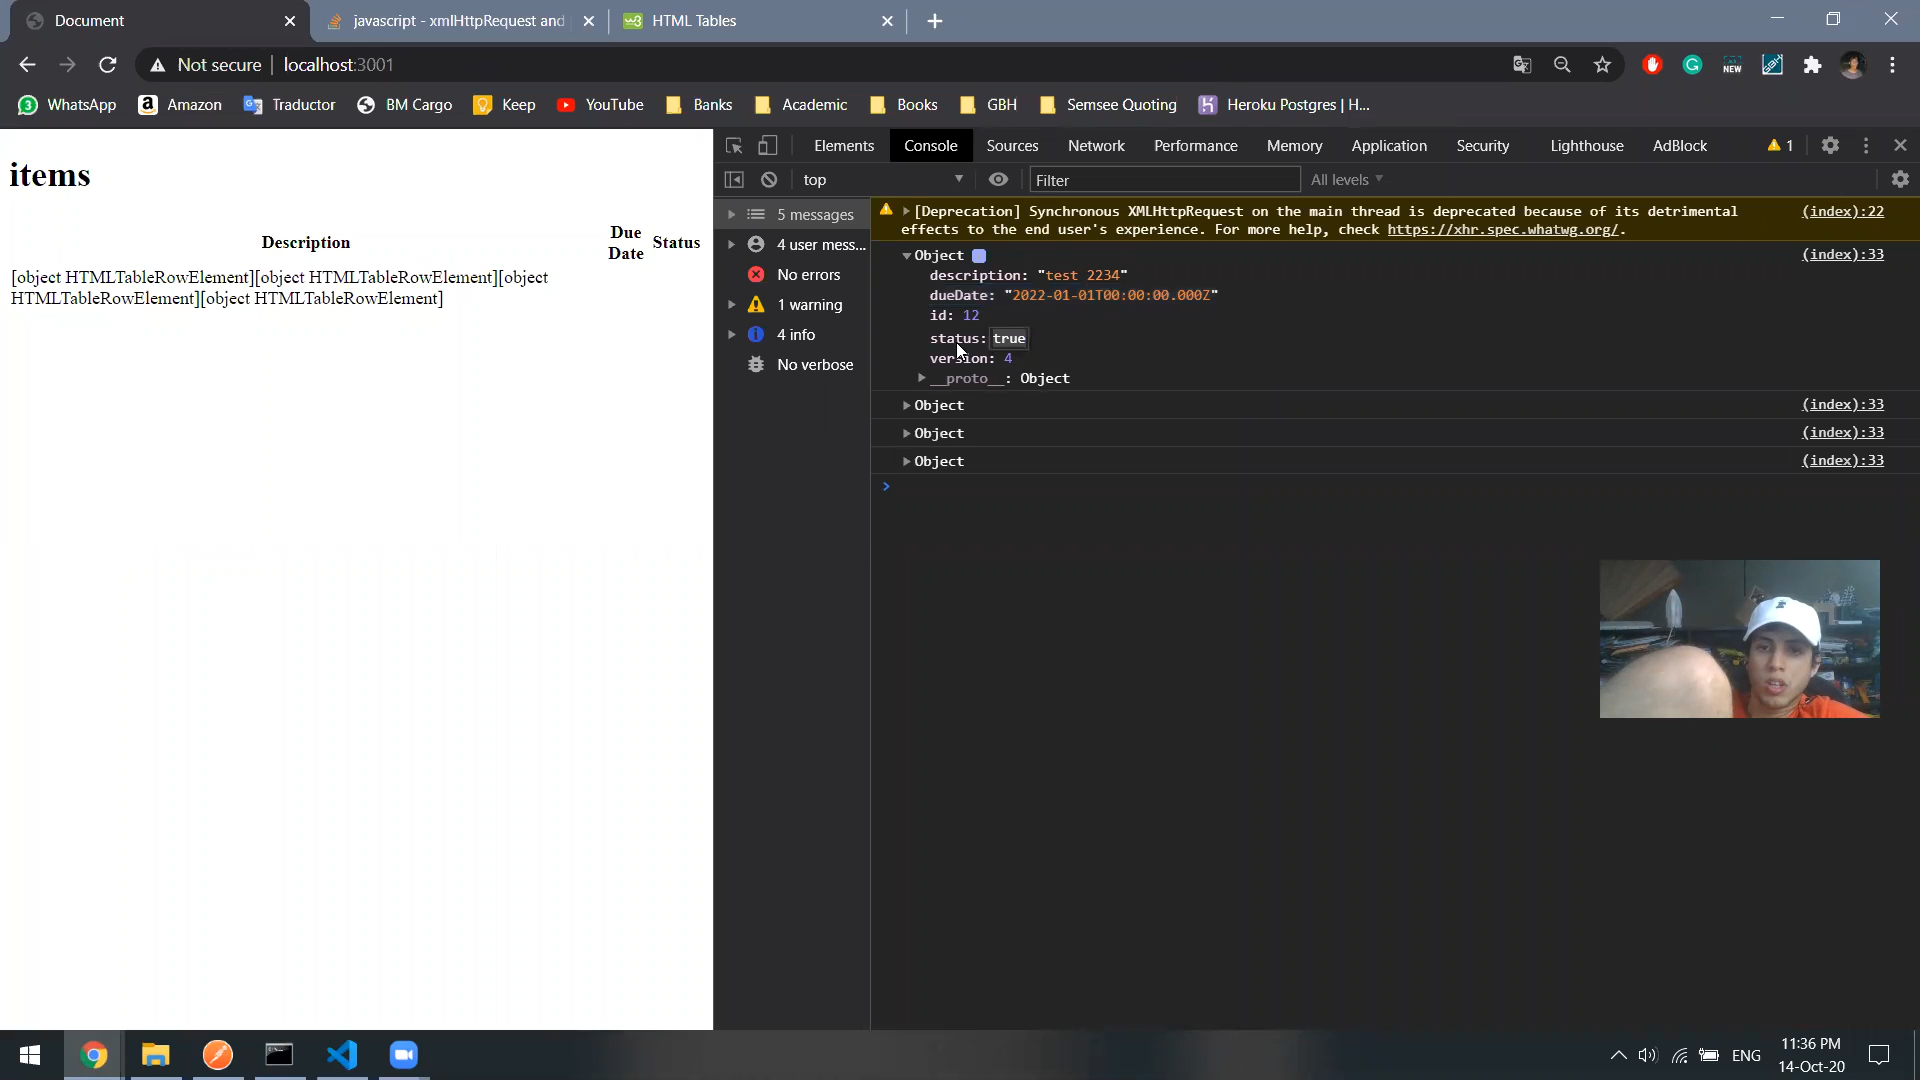 Document
javascript - xmlHttpRequest and
HTML Tables
Not secure
localhost:3001
NEW
WhatsApp
Amazon
Traductor
BM Cargo
Keep
YouTube
Banks
Academic
Books
GBH
Semsee Quoting
Heroku Postgres | H...
items
Description
Due Date
Status
[object HTMLTableRowElement][object HTMLTableRowElement][object
HTMLTableRowElement][object HTMLTableRowElement]
Elements
Console
Sources
Network
Performance
Memory
Application
Security
Lighthouse
AdBlock
1
top
Filter
All levels
5 messages
4 user mess...
No errors
1 warning
4 info
No verbose
[Deprecation] Synchronous XMLHttpRequest on the main thread is deprecated because of its detrimental
(index):22
effects to the end user's experience. For more help, check https://xhr.spec.whatwg.org/.
Object
(index):33
description: "test 2234"
dueDate: "2022-01-01T00:00:00.000Z"
id: 12
status: true
version: 4
__proto__: Object
Object
(index):33
Object
(index):33
Object
(index):33
ENG
11:36 PM
14-Oct-20